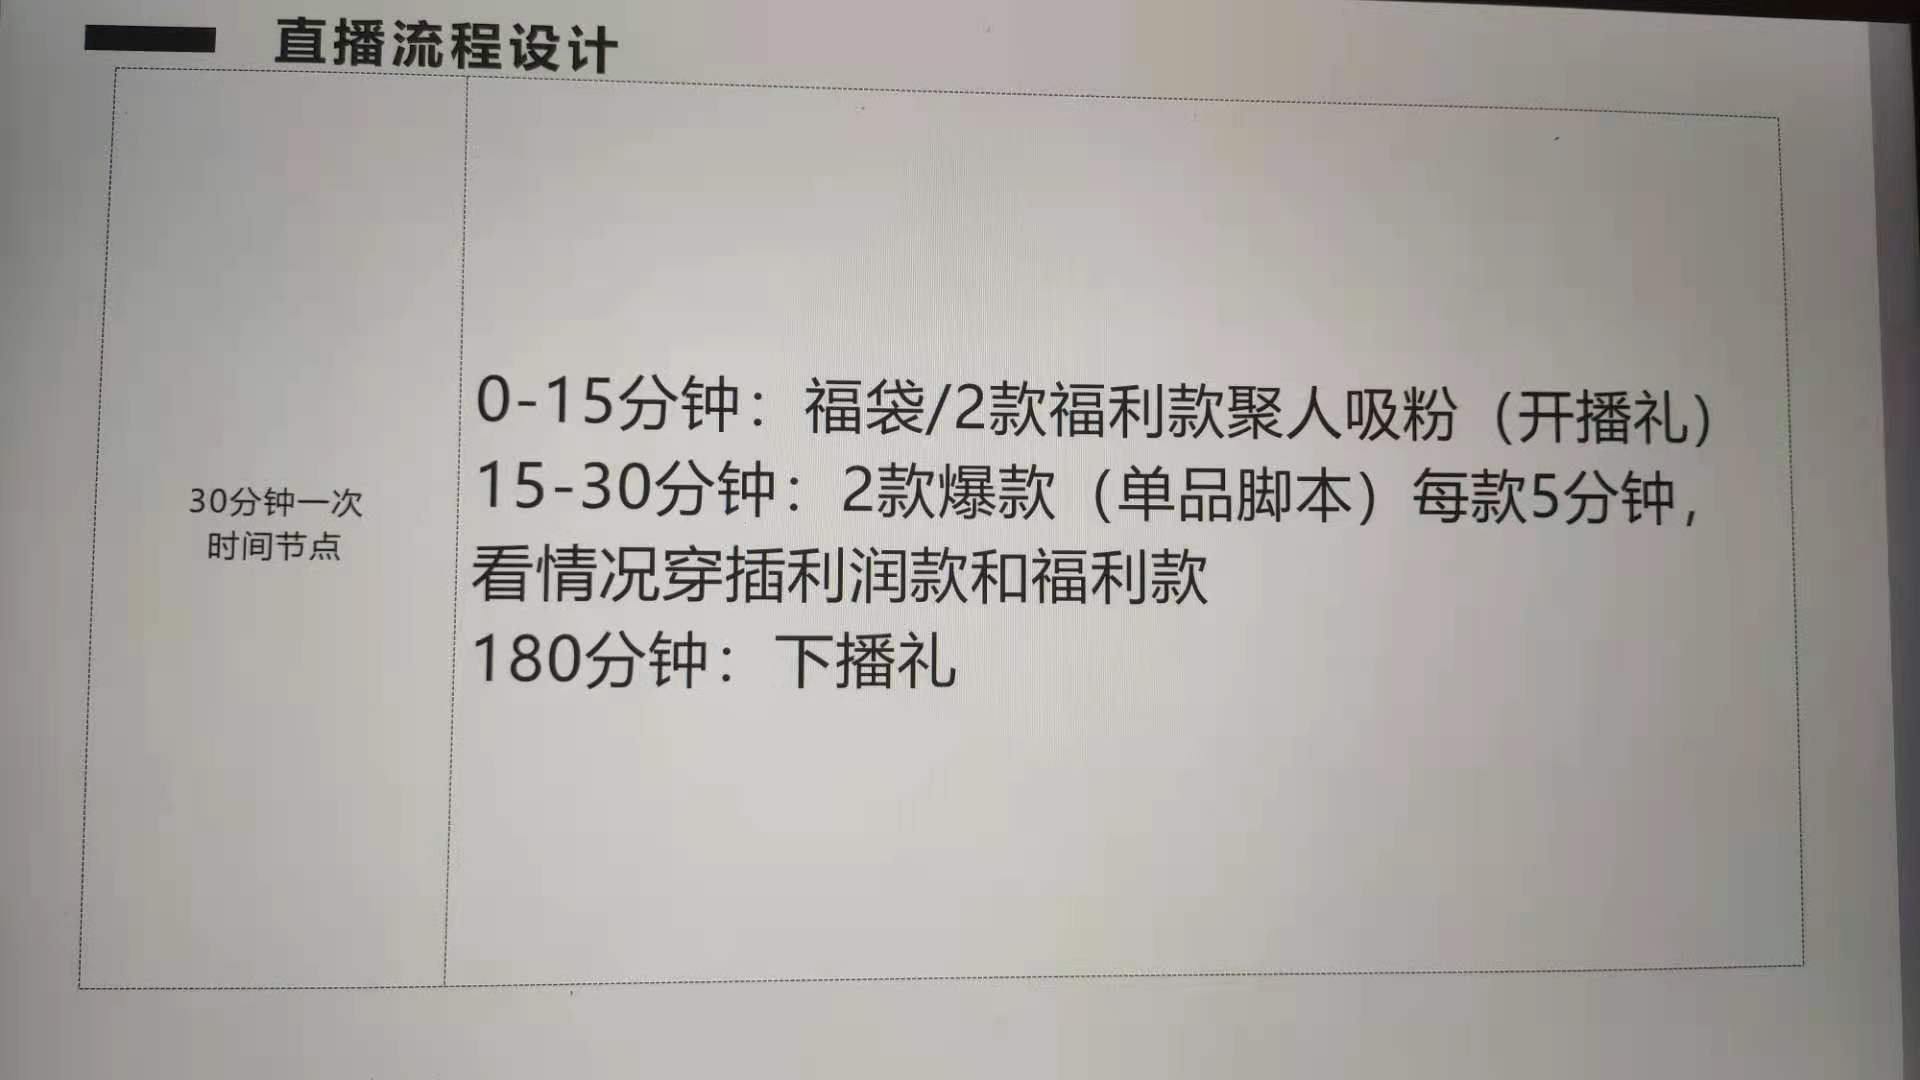 直播流程设计
30分钟一次
时间节点
0-15分钟：福袋/2款福利款聚人吸粉（开播礼）
15-30分钟：2款爆款（单品脚本）每款5分钟，
看情况穿插利润款和福利款
180分钟：下播礼